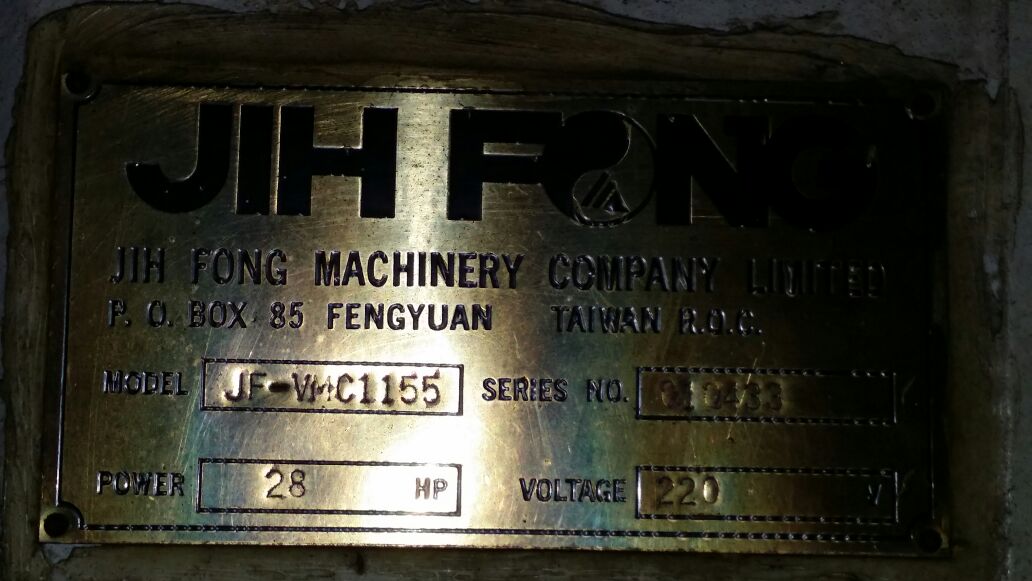 JIH FONG
JIH FONG MACHINERY COMPANY LIMITED
P. O. BOX 85 FENGYUAN TAIWAN R.O.C.
MODEL JF-VMC1155 SERIES NO.
POWER 28 HP VOLTAGE 220 V